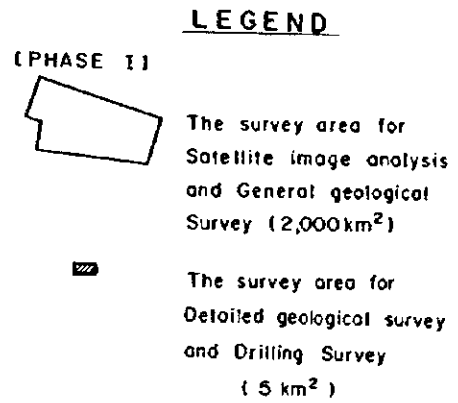 LEGEND
[PHASE I]
The survey area for
Satellite image analysis
and General geological
Survey (2,000km²)
The survey area for
Detailed geological survey
and Drilling Survey
( 5 km² )